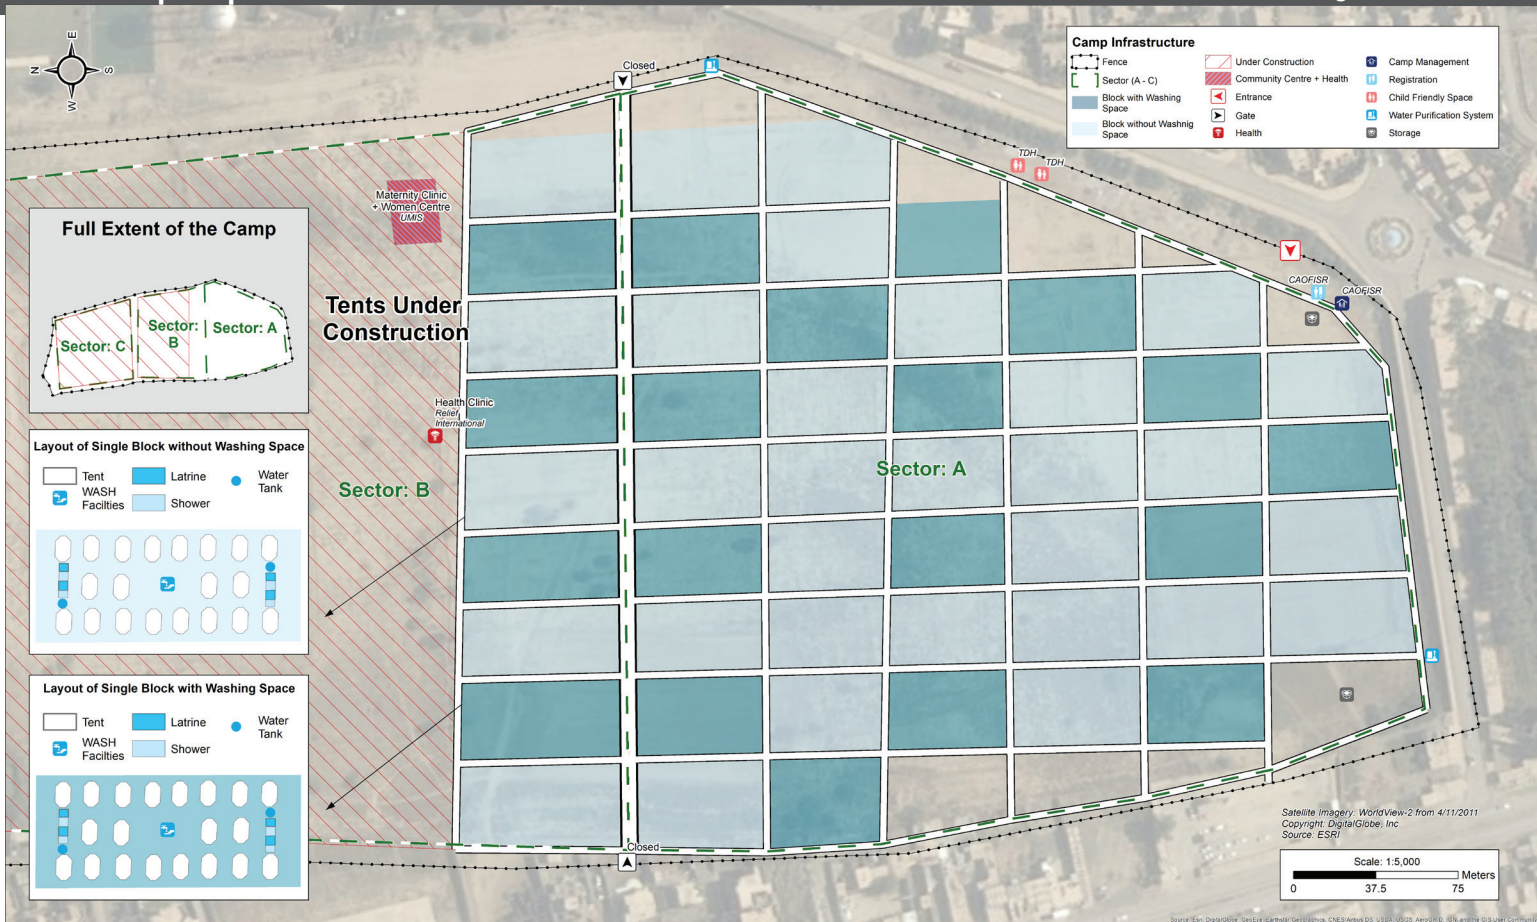 E
N
S
W
Closed
Camp Infrastructure
Fence
Sector (A - C)
Block with Washing
Space
Block without Washnig
Space
Under Construction
Community Centre + Health
Entrance
Gate
Health
Camp Management
Registration
Child Friendly Space
Water Purification System
Storage
TDH
TDH
Maternity Clinic
+ Women Centre
UMIS
Full Extent of the Camp
Sector: C
Sector:
B
Sector: A
CAOFISR
CAOFISR
Tents Under
Construction
Health Clinic
Relief
International
Sector: B
Sector: A
Layout of Single Block without Washing Space
Tent
Latrine
Water
Tank
WASH
Facilties
Shower
Layout of Single Block with Washing Space
Tent
Latrine
Water
Tank
WASH
Facilties
Shower
Closed
Satellite Imagery: WorldView-2 from 4/11/2011
Copyright: DigitalGlobe, Inc
Source: ESRI
Scale: 1:5,000
Meters
0
37.5
75